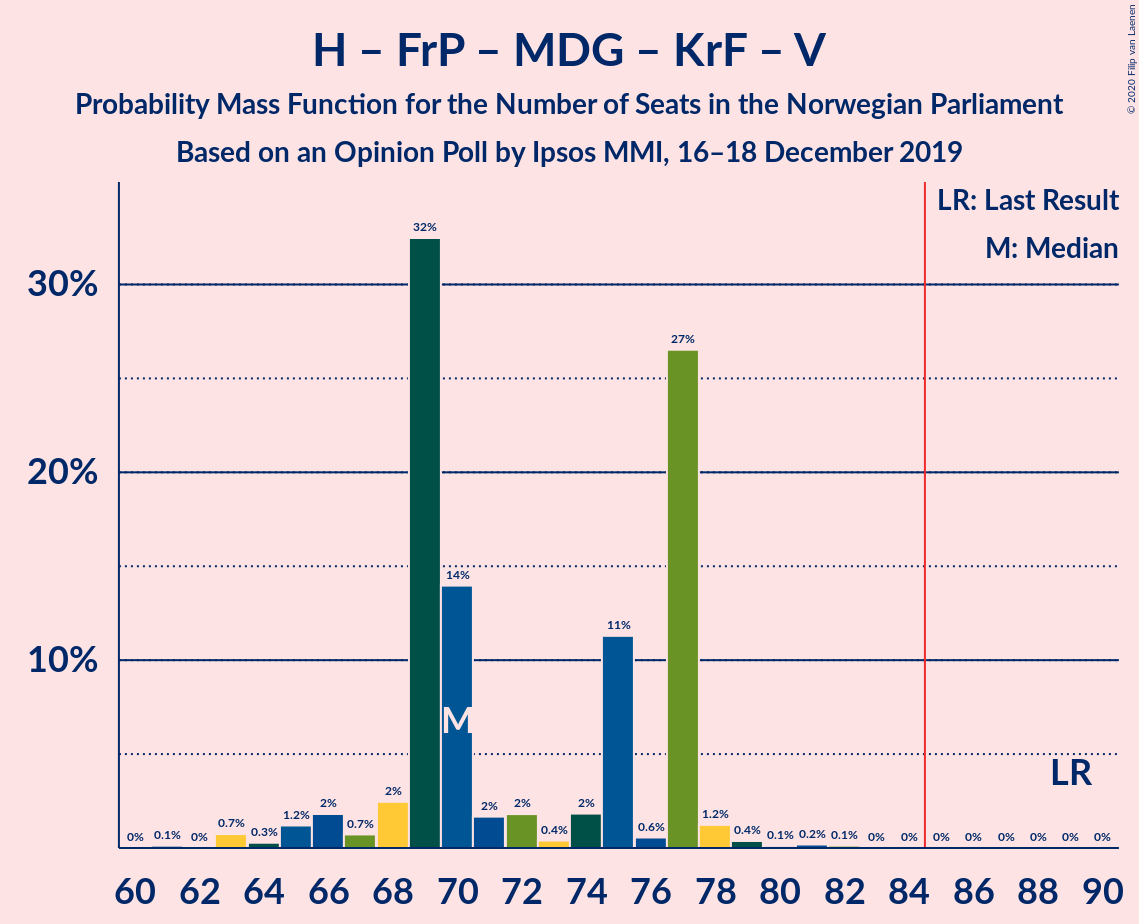 H – FrP – MDG – KrF – V
Probability Mass Function for the Number of Seats in the Norwegian Parliament
Based on an Opinion Poll by Ipsos MMI, 16–18 December 2019
© 2020 Filip van Laenen
LR: Last Result
M: Median
30%
20%
10%
0% 0.1% 0% 0.7% 0.3% 1.2% 2% 0.7% 2% 32% 14% 2% 2% 0.4% 2% 11% 0.6% 27% 1.2% 0.4% 0.1% 0.2% 0.1% 0% 0% 0% 0% 0% 0% 0% 0%
M
LR
60 62 64 66 68 70 72 74 76 78 80 82 84 86 88 90